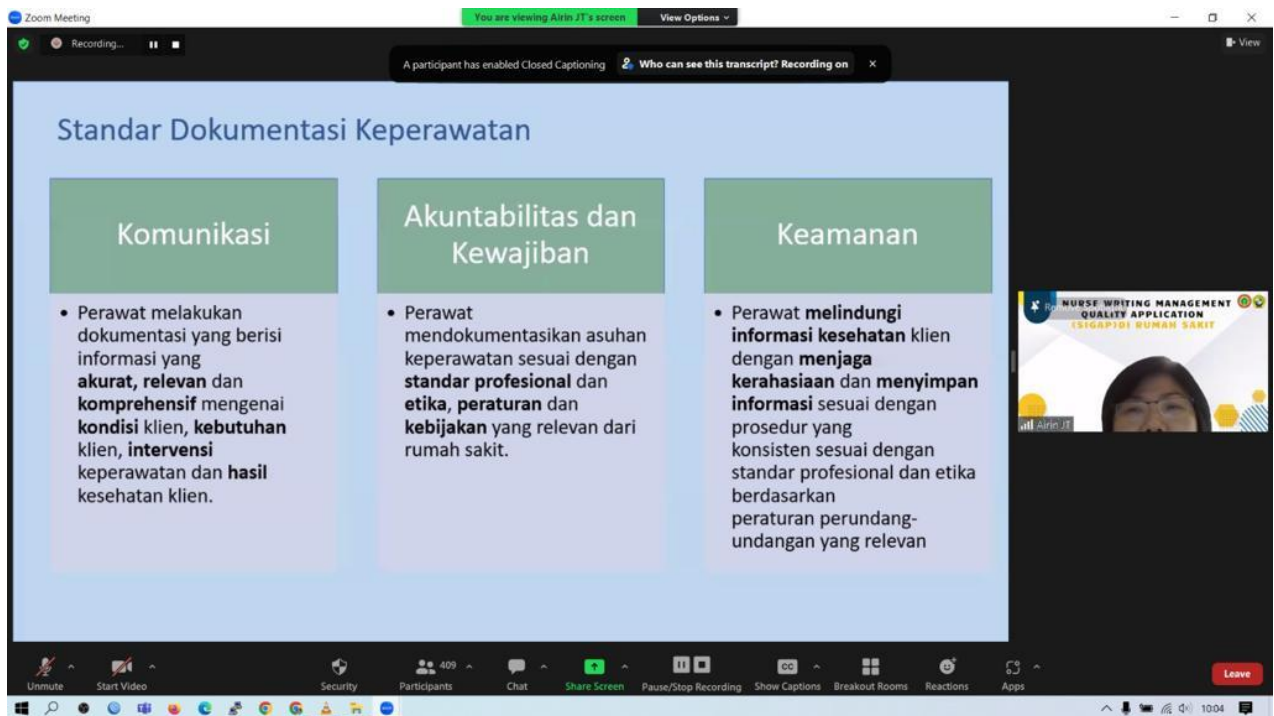 Zoom Meeting
You are viewing Airin JT's screen
View Options
Recording...
View
A participant has enabled Closed Captioning
Who can see this transcript? Recording on
Standar Dokumentasi Keperawatan
Komunikasi
• Perawat melakukan
dokumentasi yang berisi
informasi yang
akurat, relevan dan
komprehensif mengenai
kondisi klien, kebutuhan
klien, intervensi
keperawatan dan hasil
kesehatan klien.
Akuntabilitas dan
Kewajiban
• Perawat
mendokumentasikan asuhan
keperawatan sesuai dengan
standar profesional dan
etika, peraturan dan
kebijakan yang relevan dari
rumah sakit.
Keamanan
• Perawat melindungi
informasi kesehatan klien
dengan menjaga
kerahasiaan dan menyimpan
informasi sesuai dengan
prosedur yang
konsisten sesuai dengan
standar profesional dan etika
berdasarkan
peraturan perundang-
undangan yang relevan
NURSE WRITING MANAGEMENT
QUALITY APPLICATION
(SIGAP)DI RUMAH SAKIT
Airin JT
Unmute
Start Video
Security
409
Participants
Chat
Share Screen
Pause/Stop Recording
CC
Show Captions
Breakout Rooms
Reactions
Apps
Leave
10:04